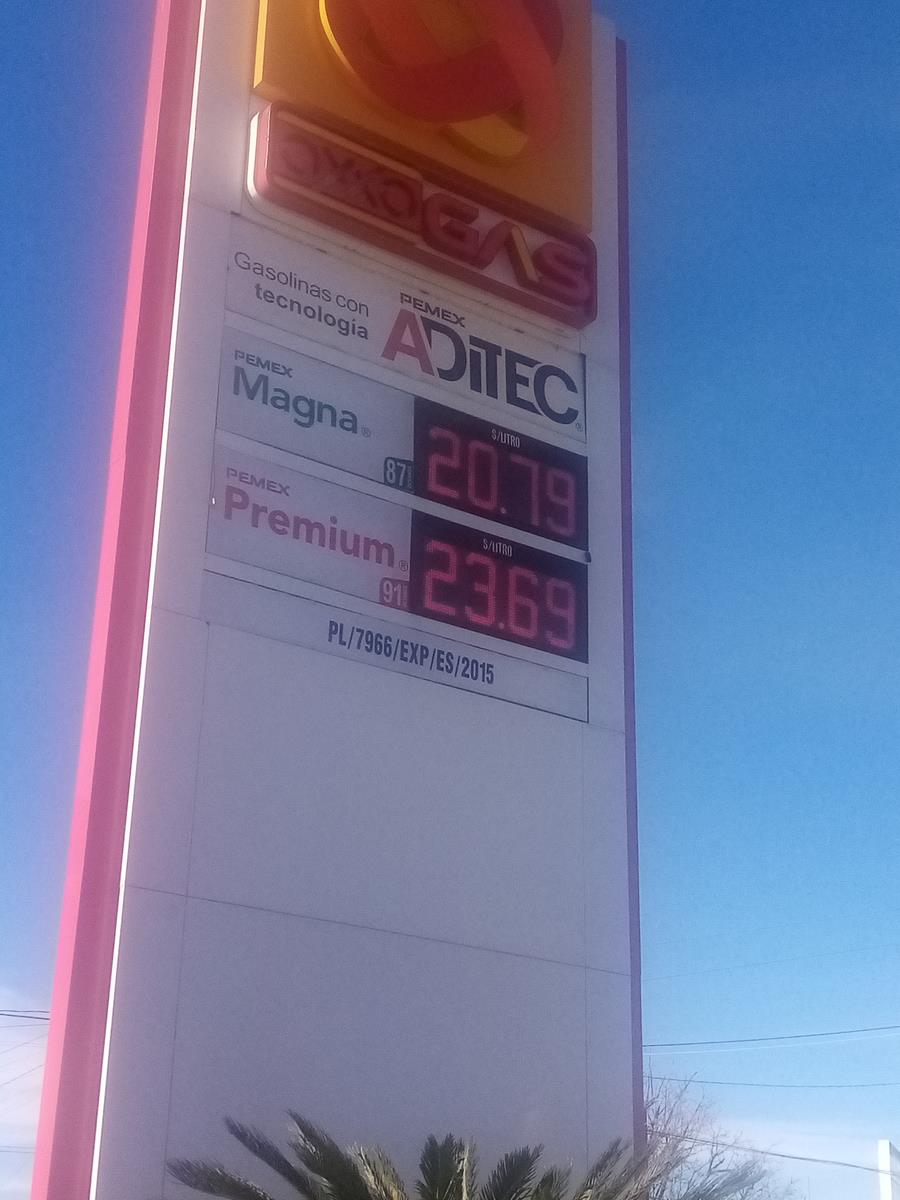 OXXO GAS
Gasolinas con
tecnología
PEMEX
ADiTEC®
PEMEX
Magna®
87
$/LITRO
20.79
PEMEX
Premium®
91
$/LITRO
23.69
PL/7966/EXP/ES/2015